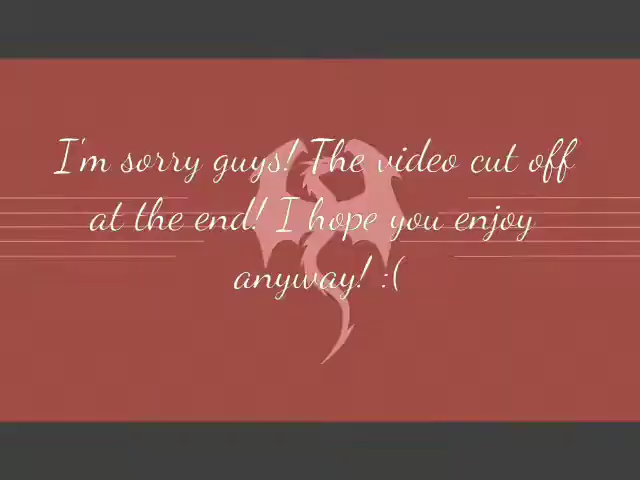 I'm sorry guys! The video cut off
at the end! I hope you enjoy
anyway! :(